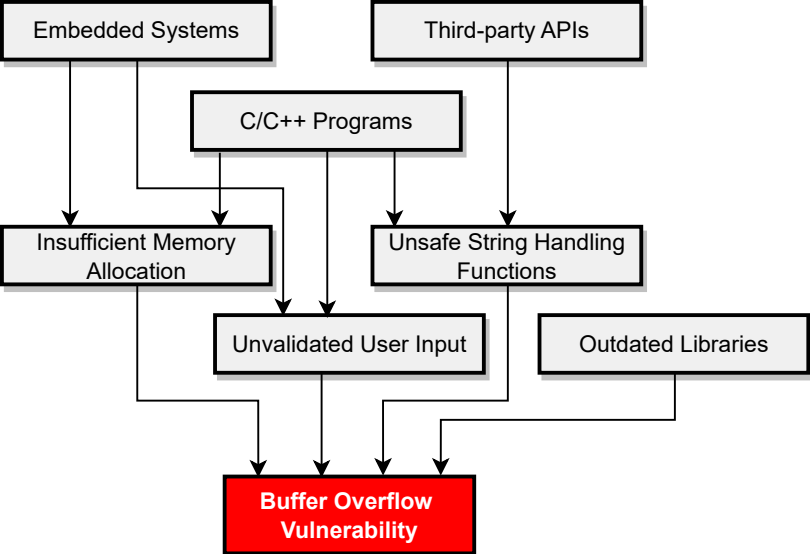 Embedded Systems
Third-party APIs
C/C++ Programs
Insufficient Memory
Allocation
Unsafe String Handling
Functions
Unvalidated User Input
Outdated Libraries
Buffer Overflow
Vulnerability